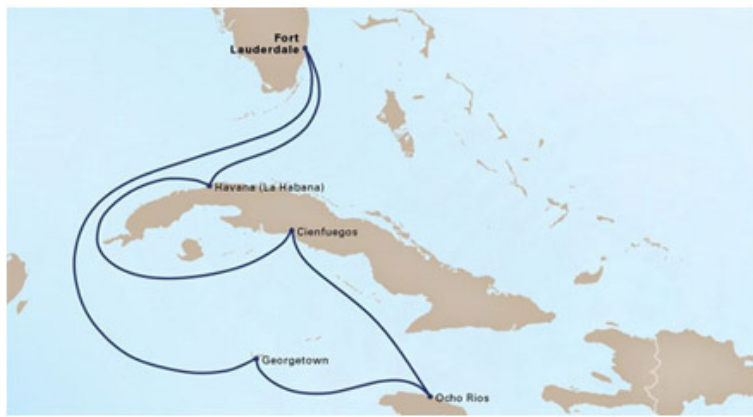 Fort
Lauderdale
Havana (La Habana)
Cienfuegos
Georgetown
Ocho Rios